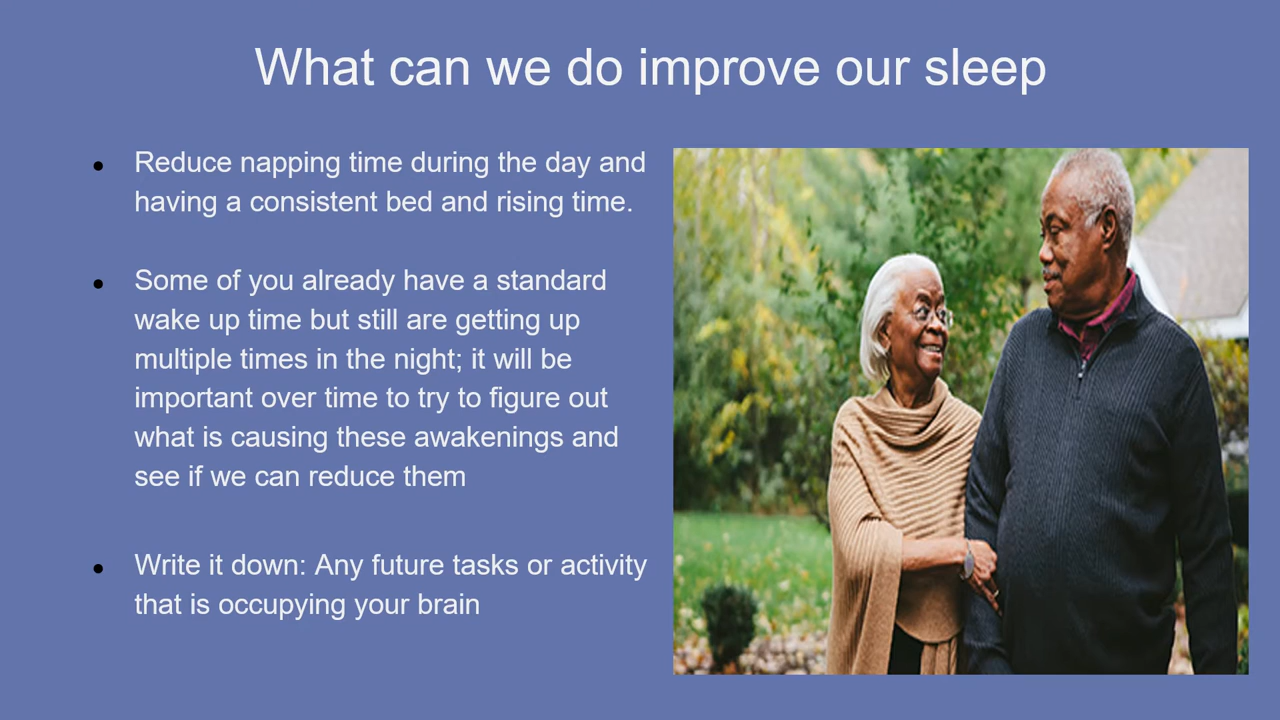 What can we do improve our sleep
Reduce napping time during the day and
having a consistent bed and rising time.
Some of you already have a standard
wake up time but still are getting up
multiple times in the night; it will be
important over time to try to figure out
what is causing these awakenings and
see if we can reduce them
Write it down: Any future tasks or activity
that is occupying your brain